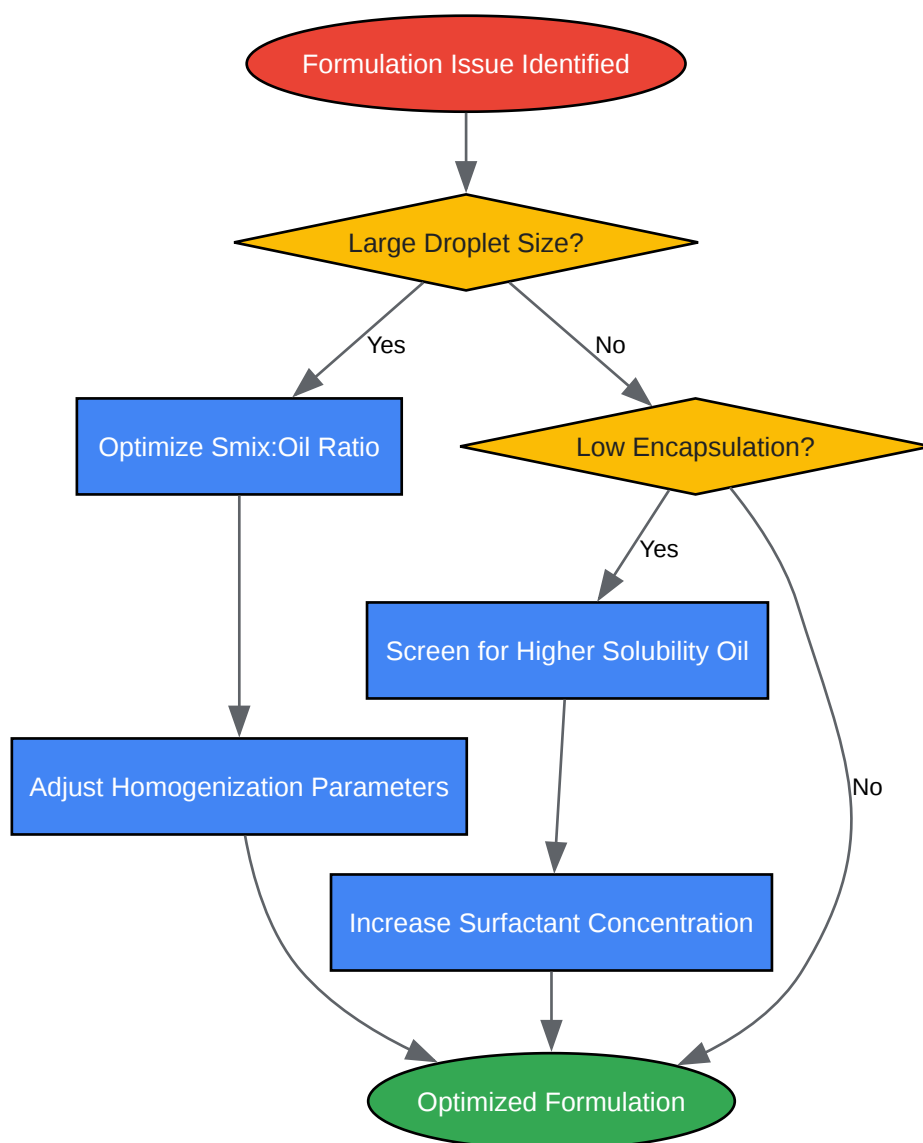 Formulation Issue Identified
Large Droplet Size?
Yes
No
Optimize Smix:Oil Ratio
Low Encapsulation?
Yes
Screen for Higher Solubility Oil
Adjust Homogenization Parameters
No
Increase Surfactant Concentration
Optimized Formulation